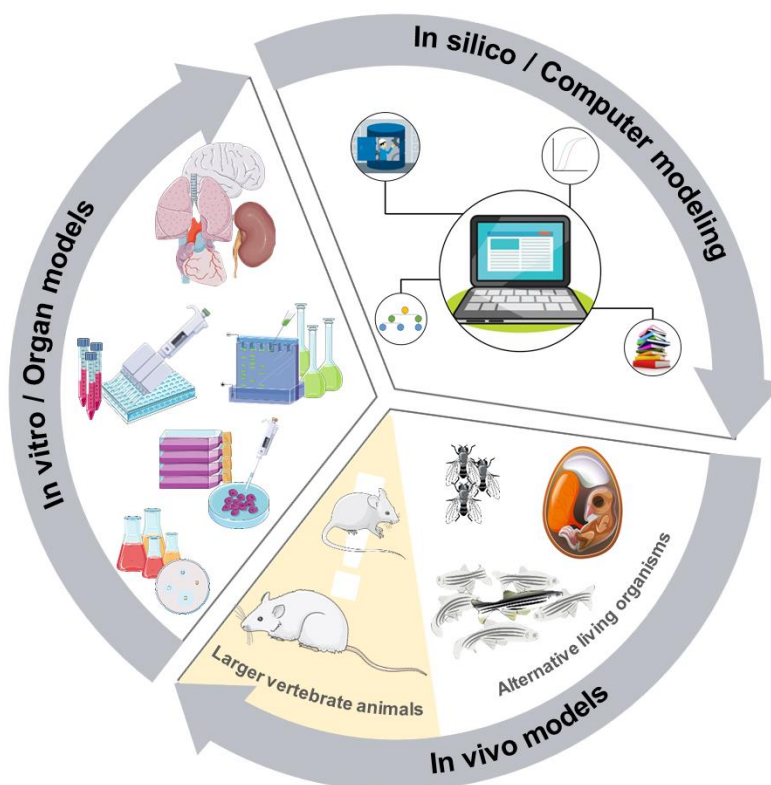 In silico / Computer modeling
In vitro / Organ models
Alternative living organisms
Larger vertebrate animals
In vivo models